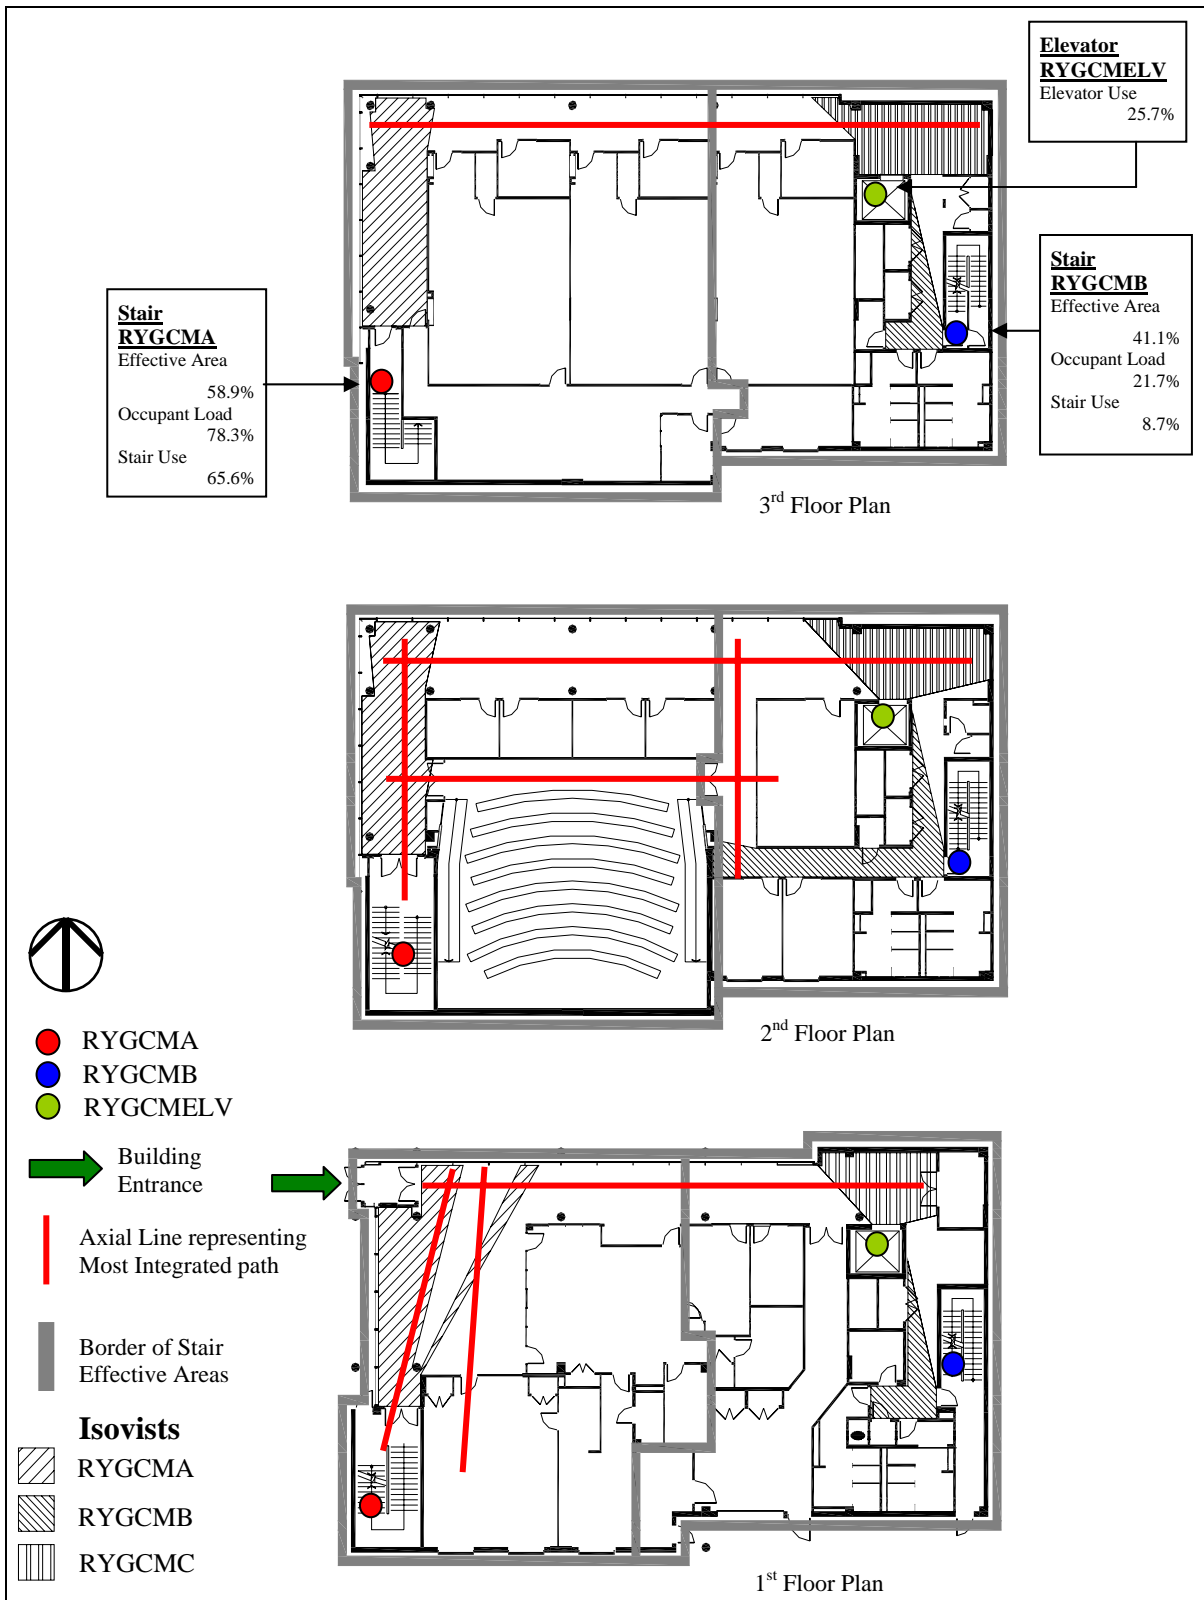 Elevator
RYGCMELV
Elevator Use
25.7%
Stair
RYGCMB
Effective Area
41.1%
Occupant Load
21.7%
Stair Use
8.7%
Stair
RYGCMA
Effective Area
58.9%
Occupant Load
78.3%
Stair Use
65.6%
3rd Floor Plan
2nd Floor Plan
RYGCMA
RYGCMB
RYGCMELV
Building
Entrance
Axial Line representing
Most Integrated path
Border of Stair
Effective Areas
Isovists
RYGCMA
RYGCMB
RYGCMC
1st Floor Plan